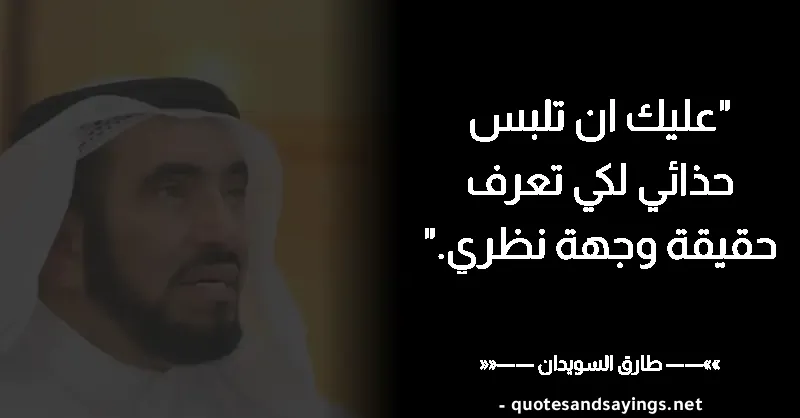 "عليك ان تلبس
حذائي لكي تعرف
حقيقة وجهة نظري."
»»—— طارق السويدان ——««
- quotesandsayings.net